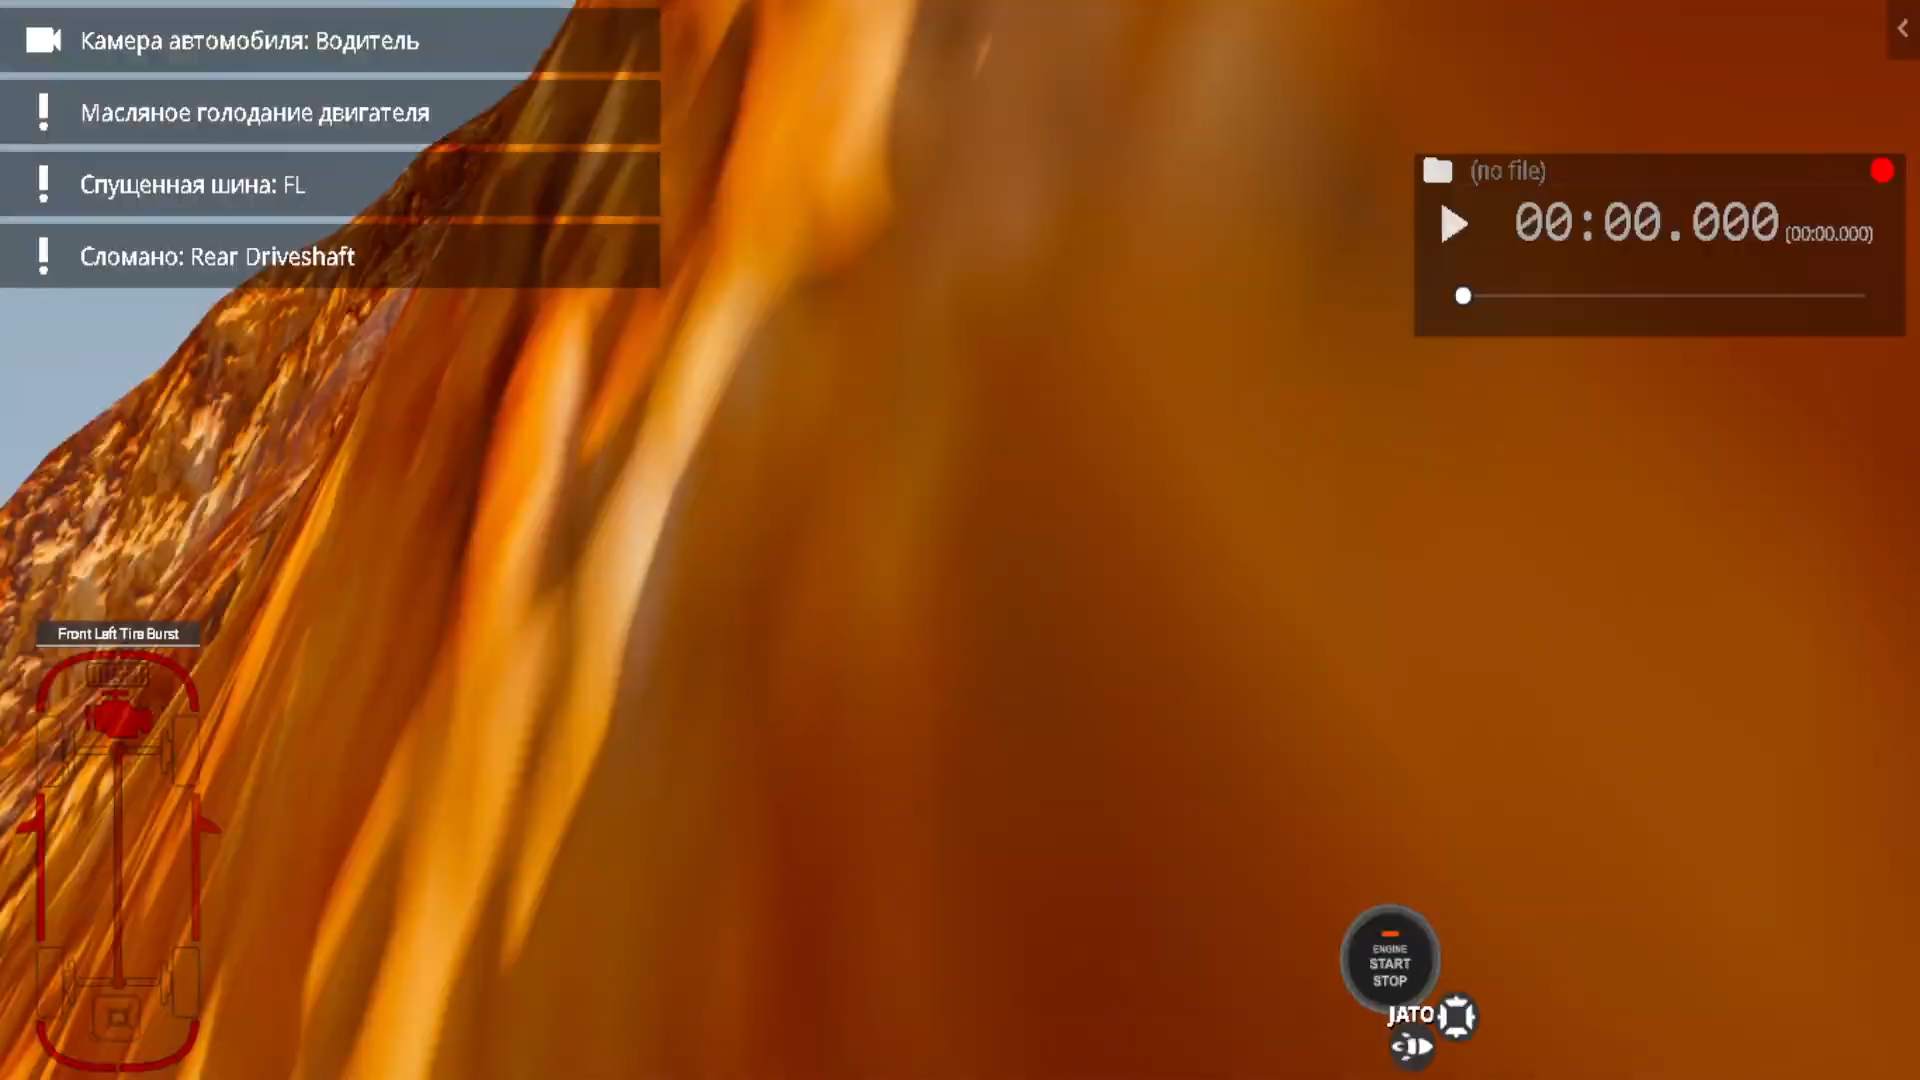 Камера автомобиля: Водитель
Масляное голодание двигателя
Спущенная шина: FL
Сломано: Rear Driveshaft
(no file)
00:00.000 (00:00.000)
Front Left Tire Burst
ENGINE
START
STOP
JATO